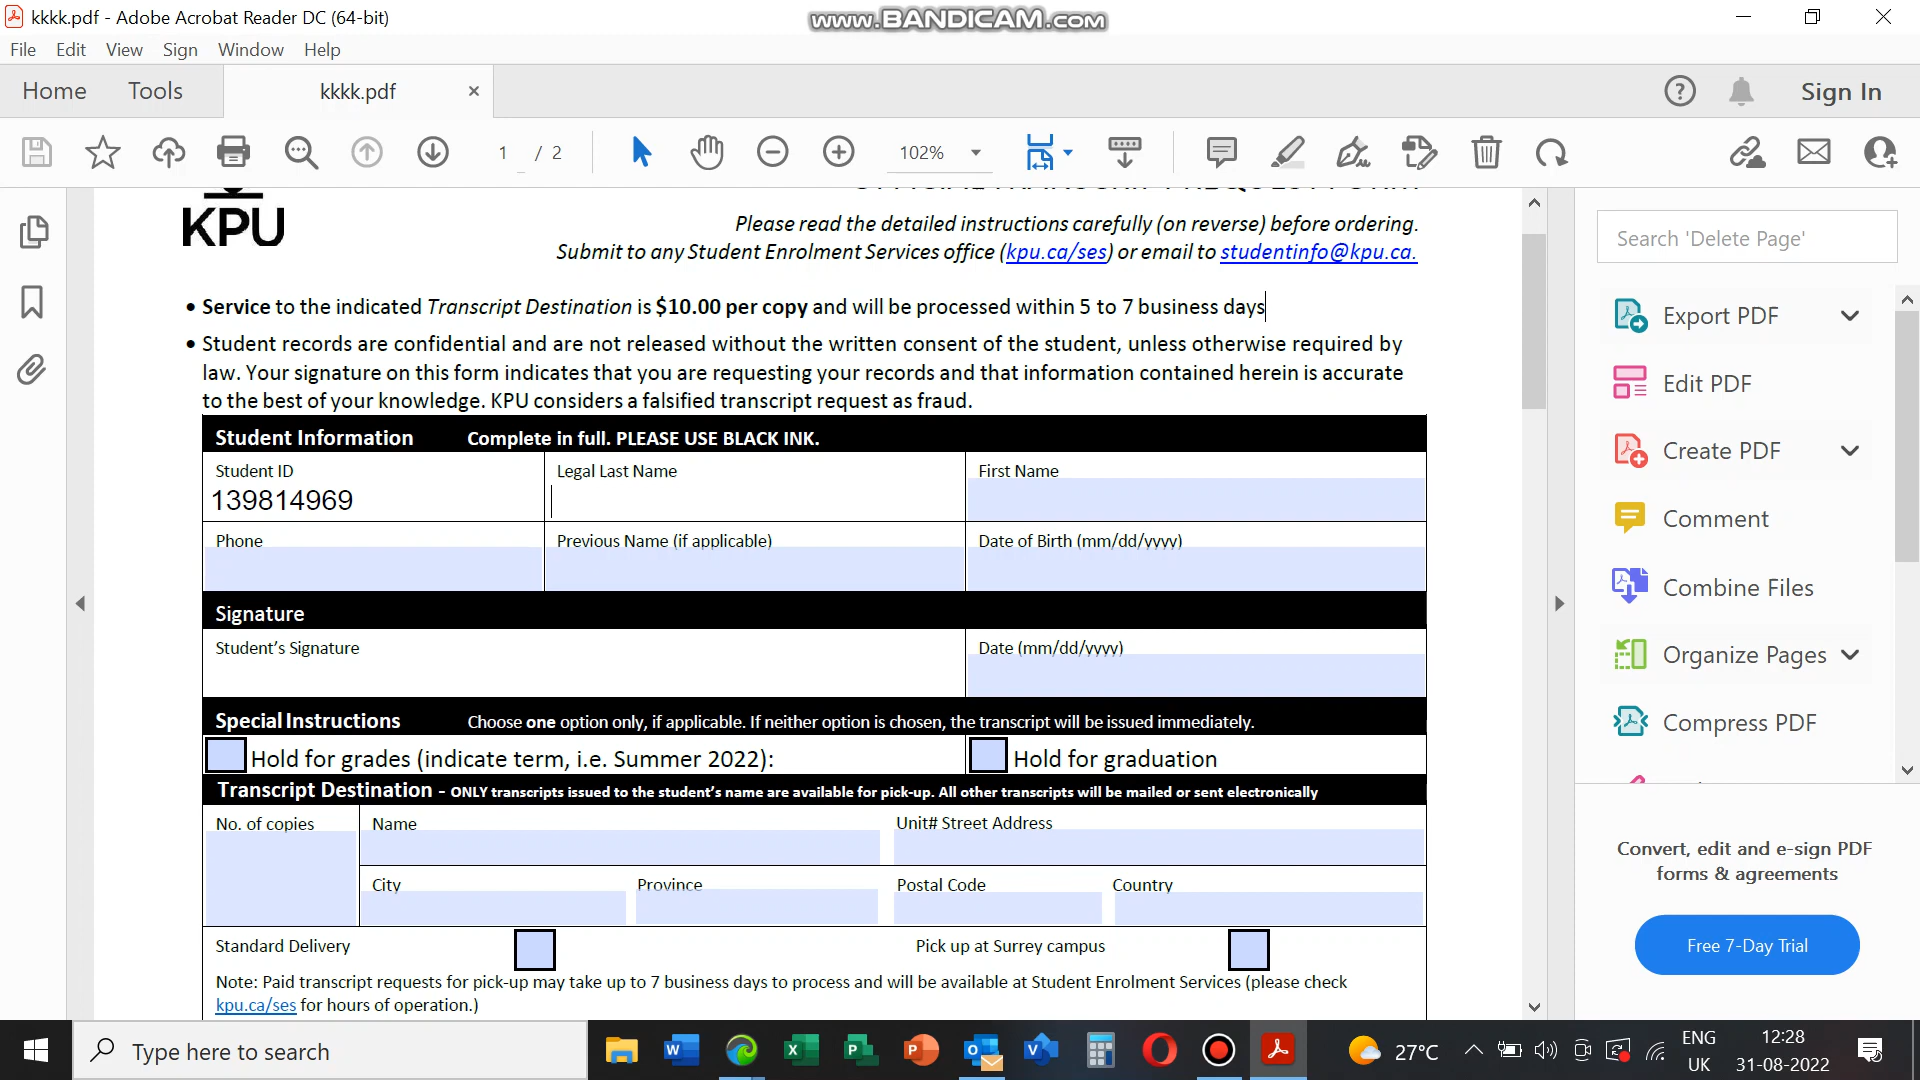 kkkk.pdf - Adobe Acrobat Reader DC (64-bit)
www.BANDICAM.com
File Edit View Sign Window Help
Home Tools kkkk.pdf × Sign In
1 / 2 102%
KPU
Please read the detailed instructions carefully (on reverse) before ordering.
Submit to any Student Enrolment Services office (kpu.ca/ses) or email to studentinfo@kpu.ca.
• Service to the indicated Transcript Destination is $10.00 per copy and will be processed within 5 to 7 business days
• Student records are confidential and are not released without the written consent of the student, unless otherwise required by
law. Your signature on this form indicates that you are requesting your records and that information contained herein is accurate
to the best of your knowledge. KPU considers a falsified transcript request as fraud.
Student Information Complete in full. PLEASE USE BLACK INK.
Student ID Legal Last Name First Name
139814969
Phone Previous Name (if applicable) Date of Birth (mm/dd/yyyy)
Signature
Student's Signature Date (mm/dd/yyyy)
Special Instructions Choose one option only, if applicable. If neither option is chosen, the transcript will be issued immediately.
Hold for grades (indicate term, i.e. Summer 2022): Hold for graduation
Transcript Destination - ONLY transcripts issued to the student's name are available for pick-up. All other transcripts will be mailed or sent electronically
No. of copies Name Unit# Street Address
City Province Postal Code Country
Standard Delivery Pick up at Surrey campus
Note: Paid transcript requests for pick-up may take up to 7 business days to process and will be available at Student Enrolment Services (please check
kpu.ca/ses for hours of operation.)
Search 'Delete Page'
Export PDF
Edit PDF
Create PDF
Comment
Combine Files
Organize Pages
Compress PDF
Convert, edit and e-sign PDF
forms & agreements
Free 7-Day Trial
Type here to search
27°C
ENG
UK
12:28
31-08-2022